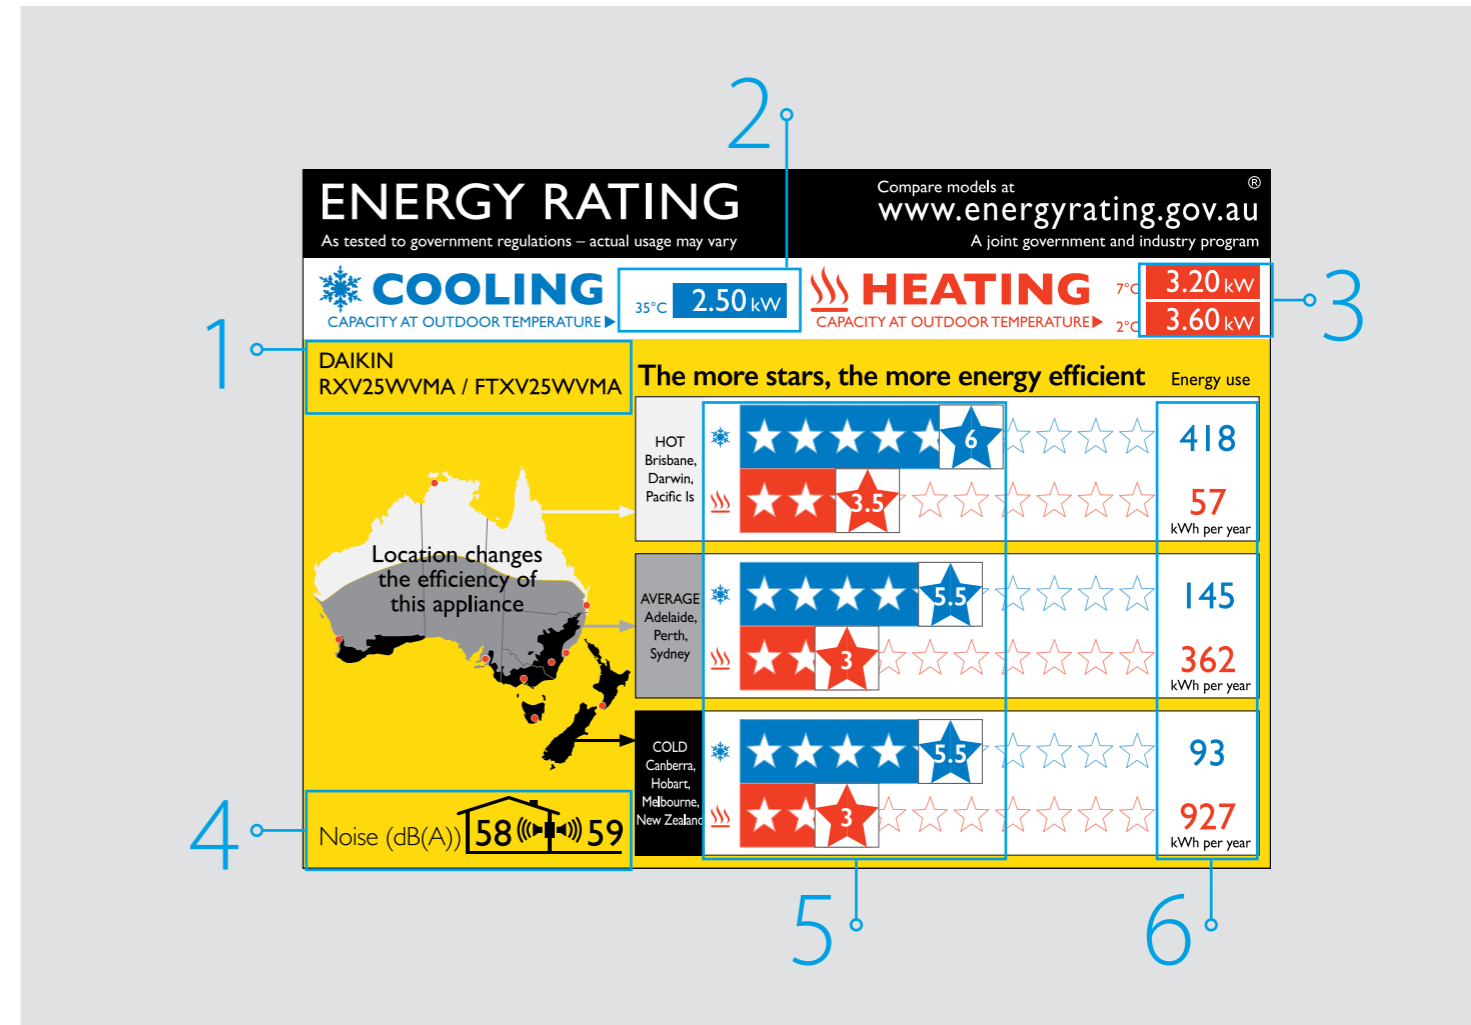 2
ENERGY RATING
As tested to government regulations – actual usage may vary
Compare models at
®
www.energyrating.gov.au
A joint government and industry program
COOLING
CAPACITY AT OUTDOOR TEMPERATURE
35°C 2.50 kW
HEATING
CAPACITY AT OUTDOOR TEMPERATURE
7°C 3.20 kW
2°C 3.60 kW
3
1
DAIKIN
RXV25WVMA / FTXV25WVMA
The more stars, the more energy efficient
Energy use
HOT
Brisbane,
Darwin,
Pacific Is
6
418
3.5
57
kWh per year
Location changes
the efficiency of
this appliance
AVERAGE
Adelaide,
Perth,
Sydney
5.5
145
3
362
kWh per year
COLD
Canberra,
Hobart,
Melbourne,
New Zealand
5.5
93
3
927
kWh per year
4
Noise (dB(A)) 58 59
5
6